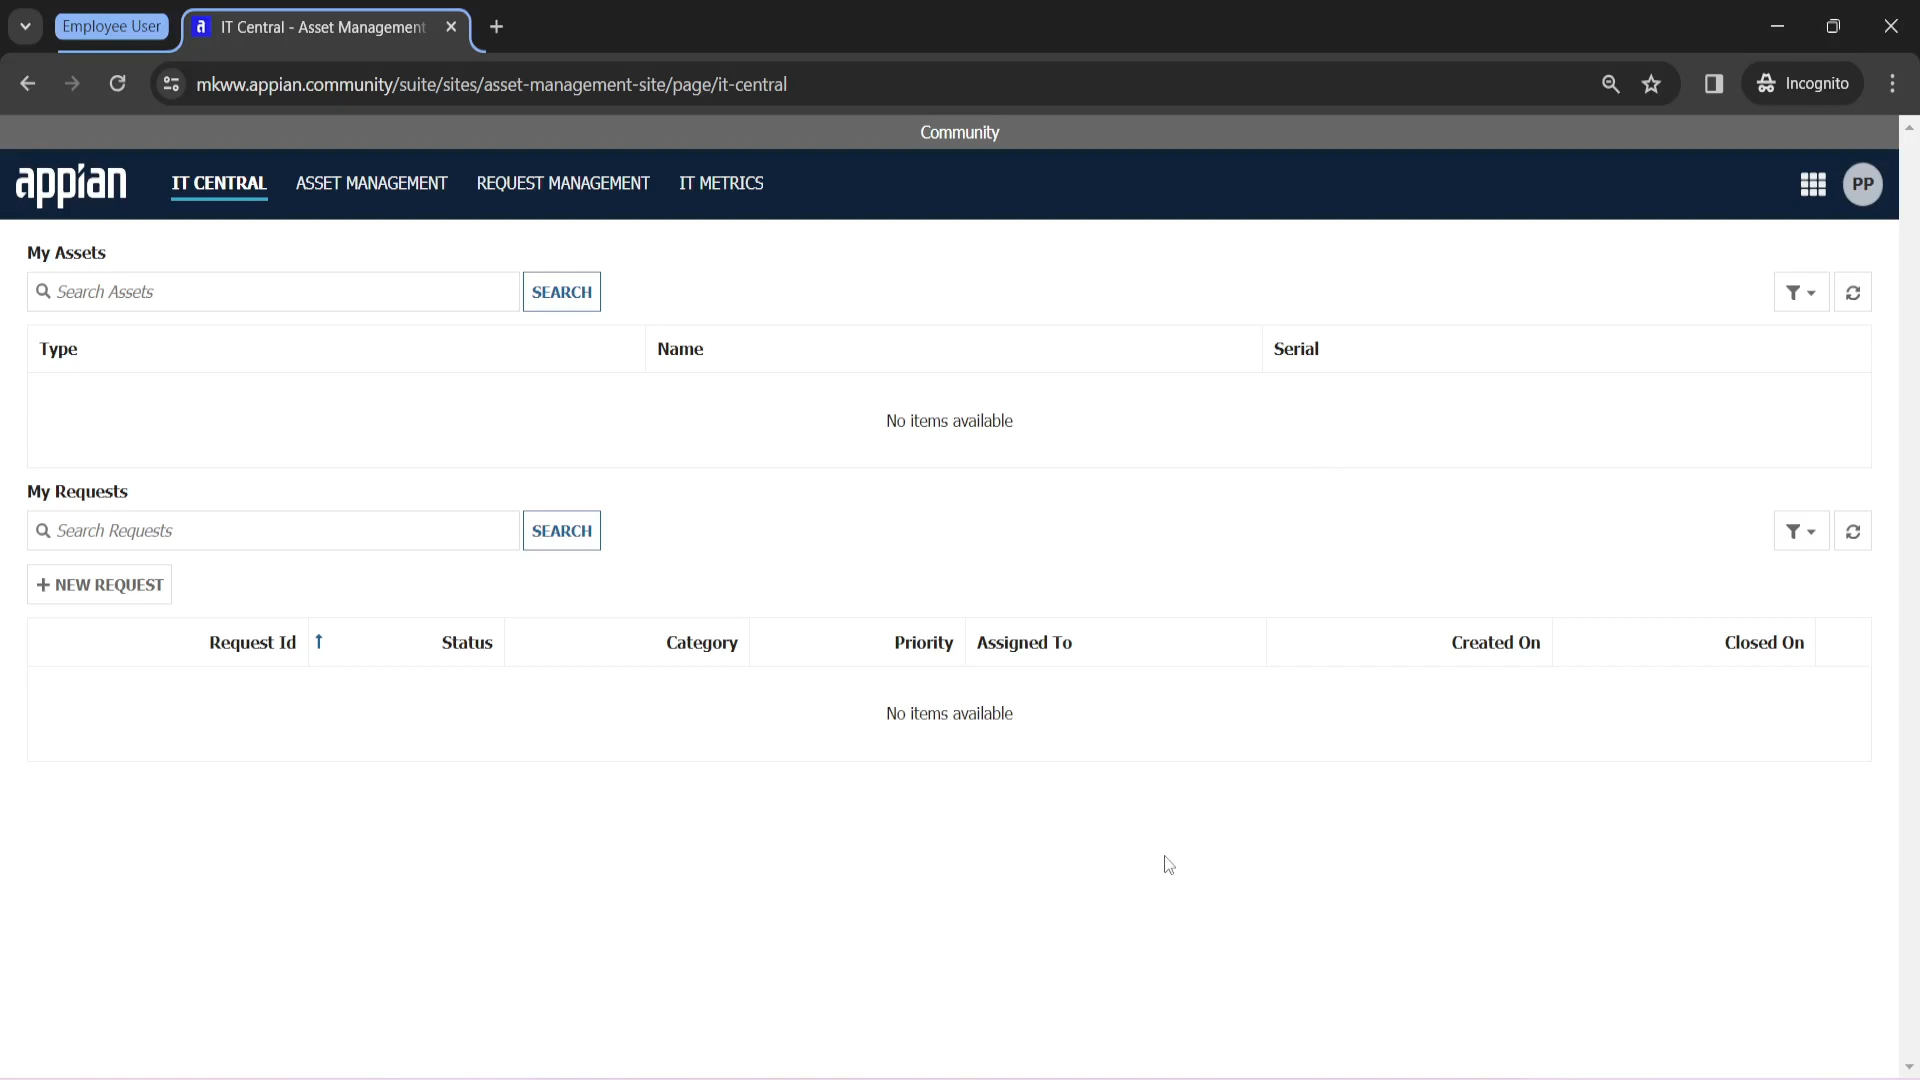 Employee User
a IT Central - Asset Management
mkww.appian.community/suite/sites/asset-management-site/page/it-central
Incognito
Community
appian IT CENTRAL ASSET MANAGEMENT REQUEST MANAGEMENT IT METRICS PP
My Assets
Search Assets SEARCH
Type Name Serial
No items available
My Requests
Search Requests SEARCH
+ NEW REQUEST
Request Id ↑ Status Category Priority Assigned To Created On Closed On
No items available